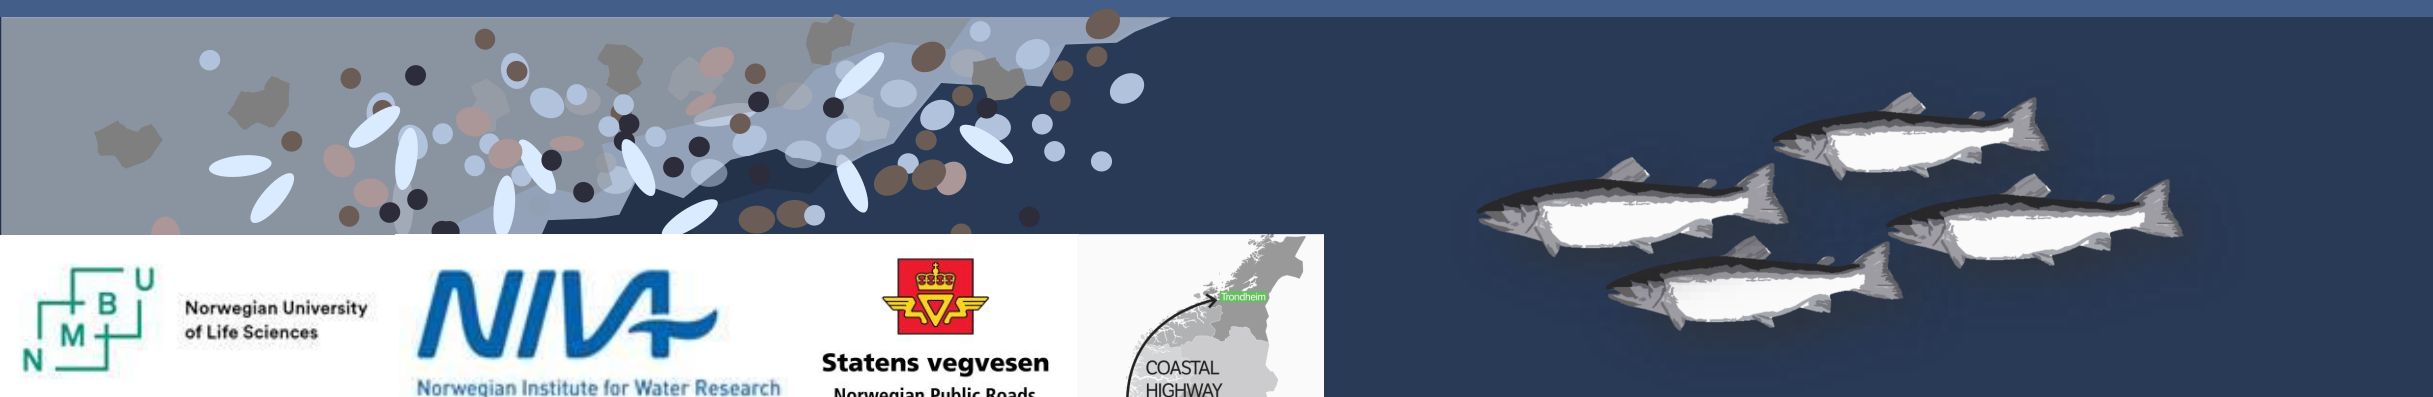 N M B U
Norwegian University
of Life Sciences
NIVA
Norwegian Institute for Water Research
Statens vegvesen
Norwegian Public Roads
Trondheim
COASTAL
HIGHWAY